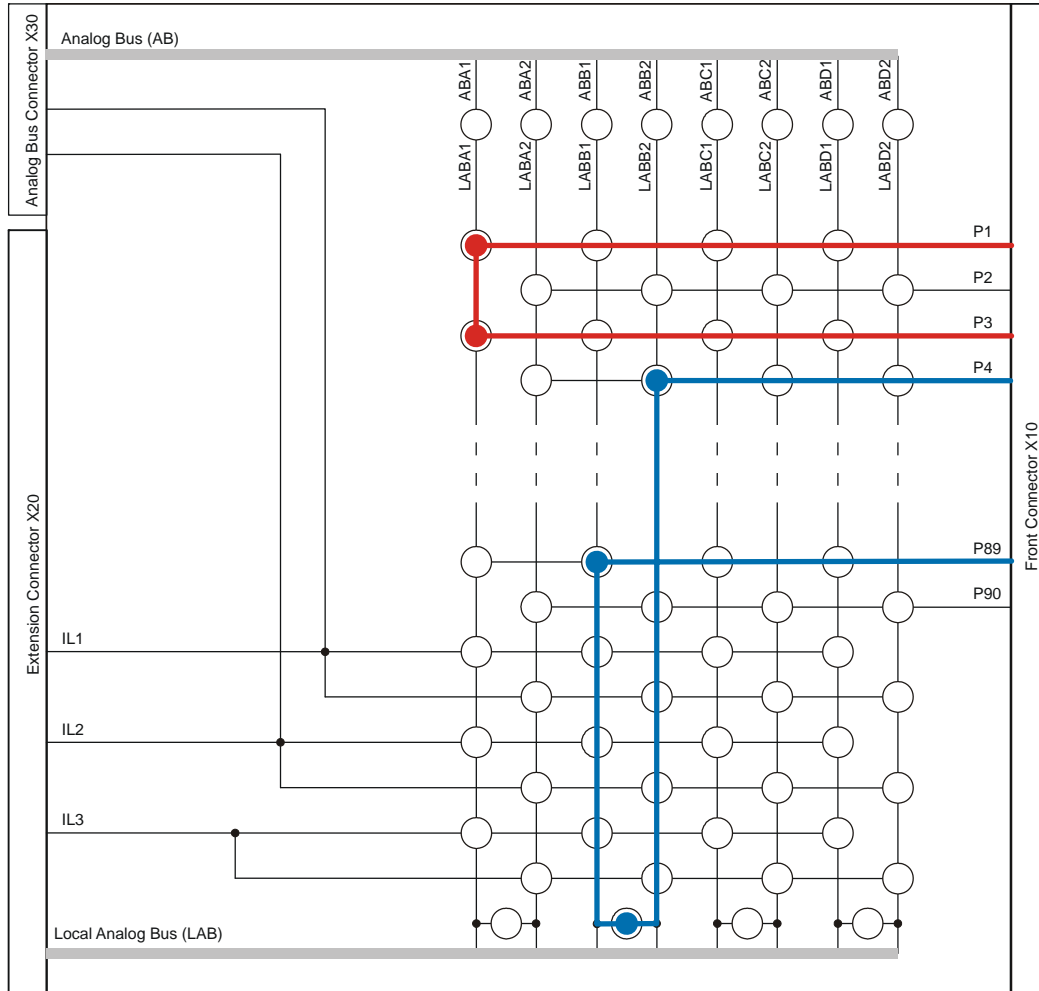 Analog Bus Connector X30
Analog Bus (AB)
ABA1
ABA2
ABB1
ABB2
ABC1
ABC2
ABD1
ABD2
LABA1
LABA2
LABB1
LABB2
LABC1
LABC2
LABD1
LABD2
P1
P2
P3
P4
Front Connector X10
Extension Connector X20
P89
P90
IL1
IL2
IL3
Local Analog Bus (LAB)